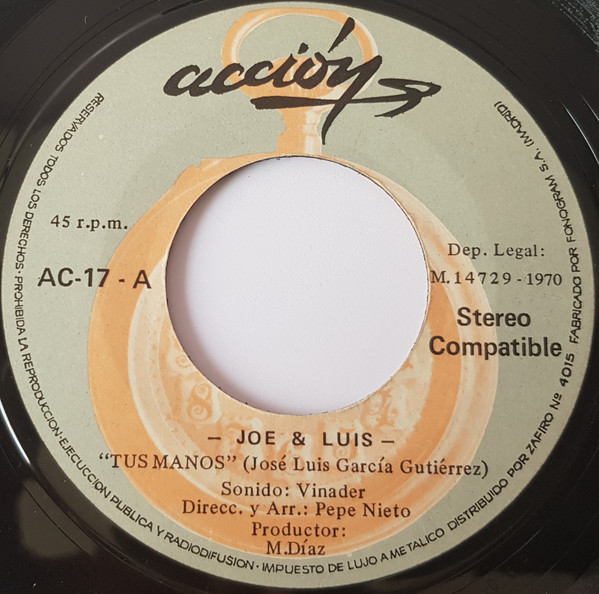 acción
45 r.p.m.
AC-17 - A
Dep. Legal:
M.14729 - 1970
Stereo
Compatible
- JOE & LUIS -
"TUS MANOS" (José Luis García Gutiérrez)
Sonido: Vinader
Direcc. y Arr.: Pepe Nieto
Productor:
M.Díaz
RESERVADOS TODOS LOS DERECHOS · PROHIBIDA LA REPRODUCCION · EJECUCCION PUBLICA Y RADIODIFUSION · IMPUESTO DE LUJO A METALICO DISTRIBUIDO POR ZAFIRO Nº 4015 FABRICADO POR FONOGRAM S.A. (MADRID)